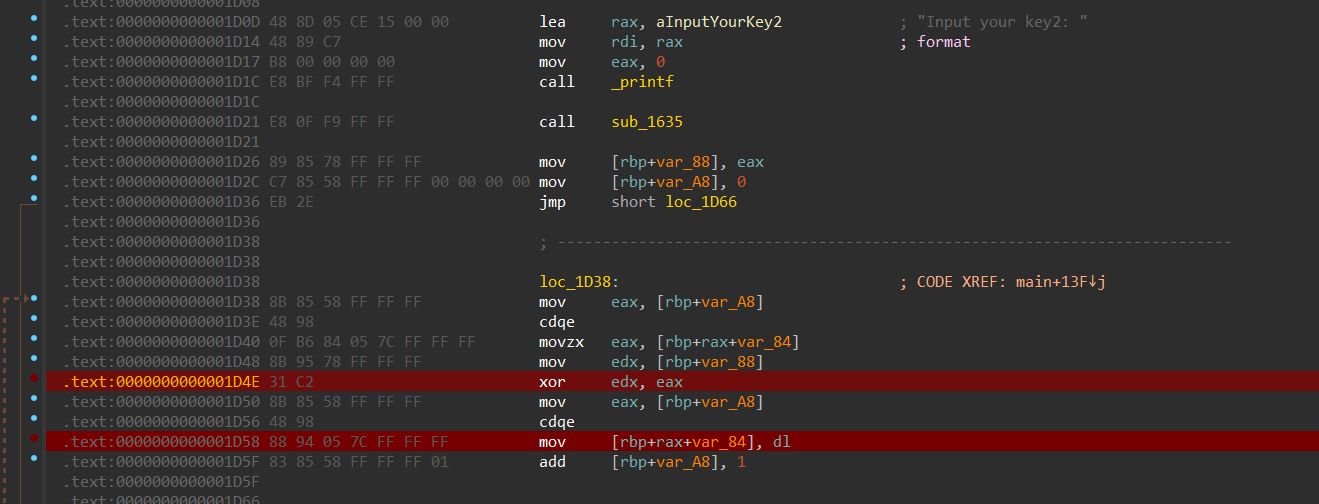 .text:0000000000001D08
.text:0000000000001D0D 48 8D 05 CE 15 00 00 lea rax, aInputYourKey2 ; "Input your key2: "
.text:0000000000001D14 48 89 C7 mov rdi, rax ; format
.text:0000000000001D17 B8 00 00 00 00 mov eax, 0
.text:0000000000001D1C E8 BF F4 FF FF call _printf
.text:0000000000001D1C
.text:0000000000001D21 E8 0F F9 FF FF call sub_1635
.text:0000000000001D21
.text:0000000000001D26 89 85 78 FF FF FF mov [rbp+var_88], eax
.text:0000000000001D2C C7 85 58 FF FF FF 00 00 00 00 mov [rbp+var_A8], 0
.text:0000000000001D36 EB 2E jmp short loc_1D66
.text:0000000000001D36
.text:0000000000001D38 ; ---------------------------------------------------------------------------
.text:0000000000001D38
.text:0000000000001D38 loc_1D38: ; CODE XREF: main+13F↓j
.text:0000000000001D38 8B 85 58 FF FF FF mov eax, [rbp+var_A8]
.text:0000000000001D3E 48 98 cdqe
.text:0000000000001D40 0F B6 84 05 7C FF FF FF movzx eax, [rbp+rax+var_84]
.text:0000000000001D48 8B 95 78 FF FF FF mov edx, [rbp+var_88]
.text:0000000000001D4E 31 C2 xor edx, eax
.text:0000000000001D50 8B 85 58 FF FF FF mov eax, [rbp+var_A8]
.text:0000000000001D56 48 98 cdqe
.text:0000000000001D58 88 94 05 7C FF FF FF mov [rbp+rax+var_84], dl
.text:0000000000001D5F 83 85 58 FF FF FF 01 add [rbp+var_A8], 1
.text:0000000000001D5F
.text:0000000000001D66